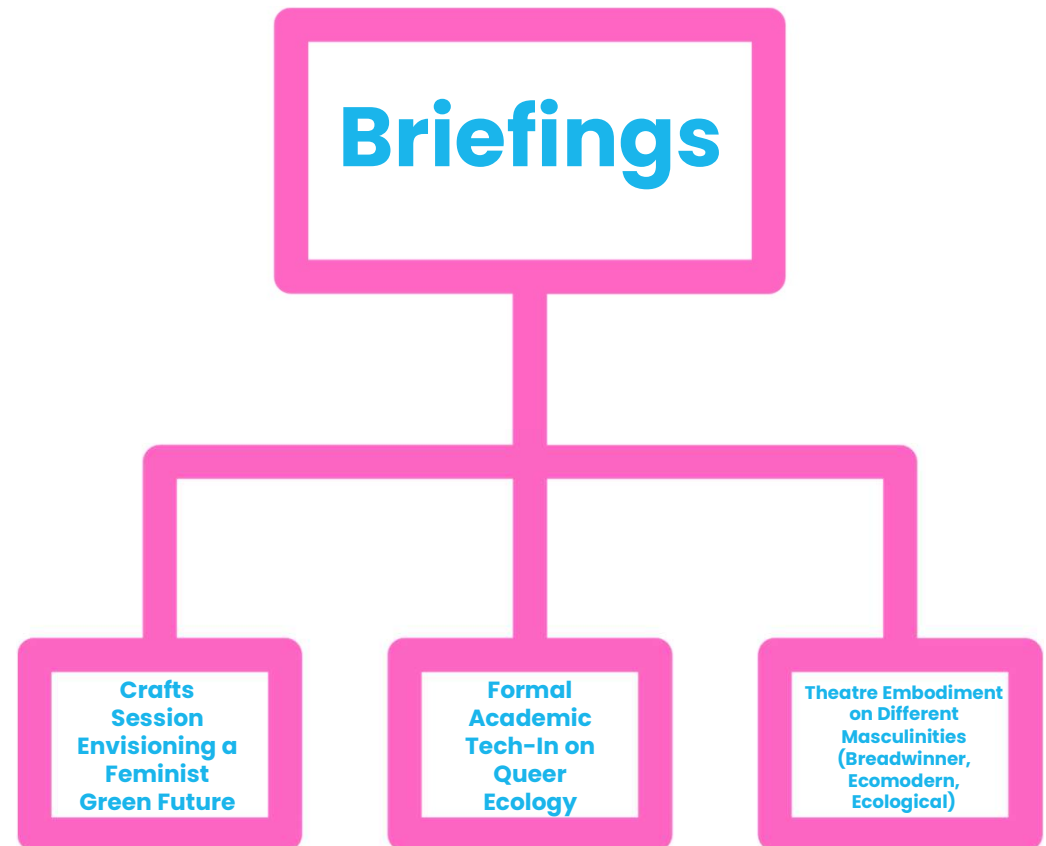 Briefings
Crafts
Session
Envisioning a
Feminist
Green Future
Formal
Academic
Tech-In on
Queer
Ecology
Theatre Embodiment
on Different
Masculinities
(Breadwinner,
Ecomodern,
Ecological)